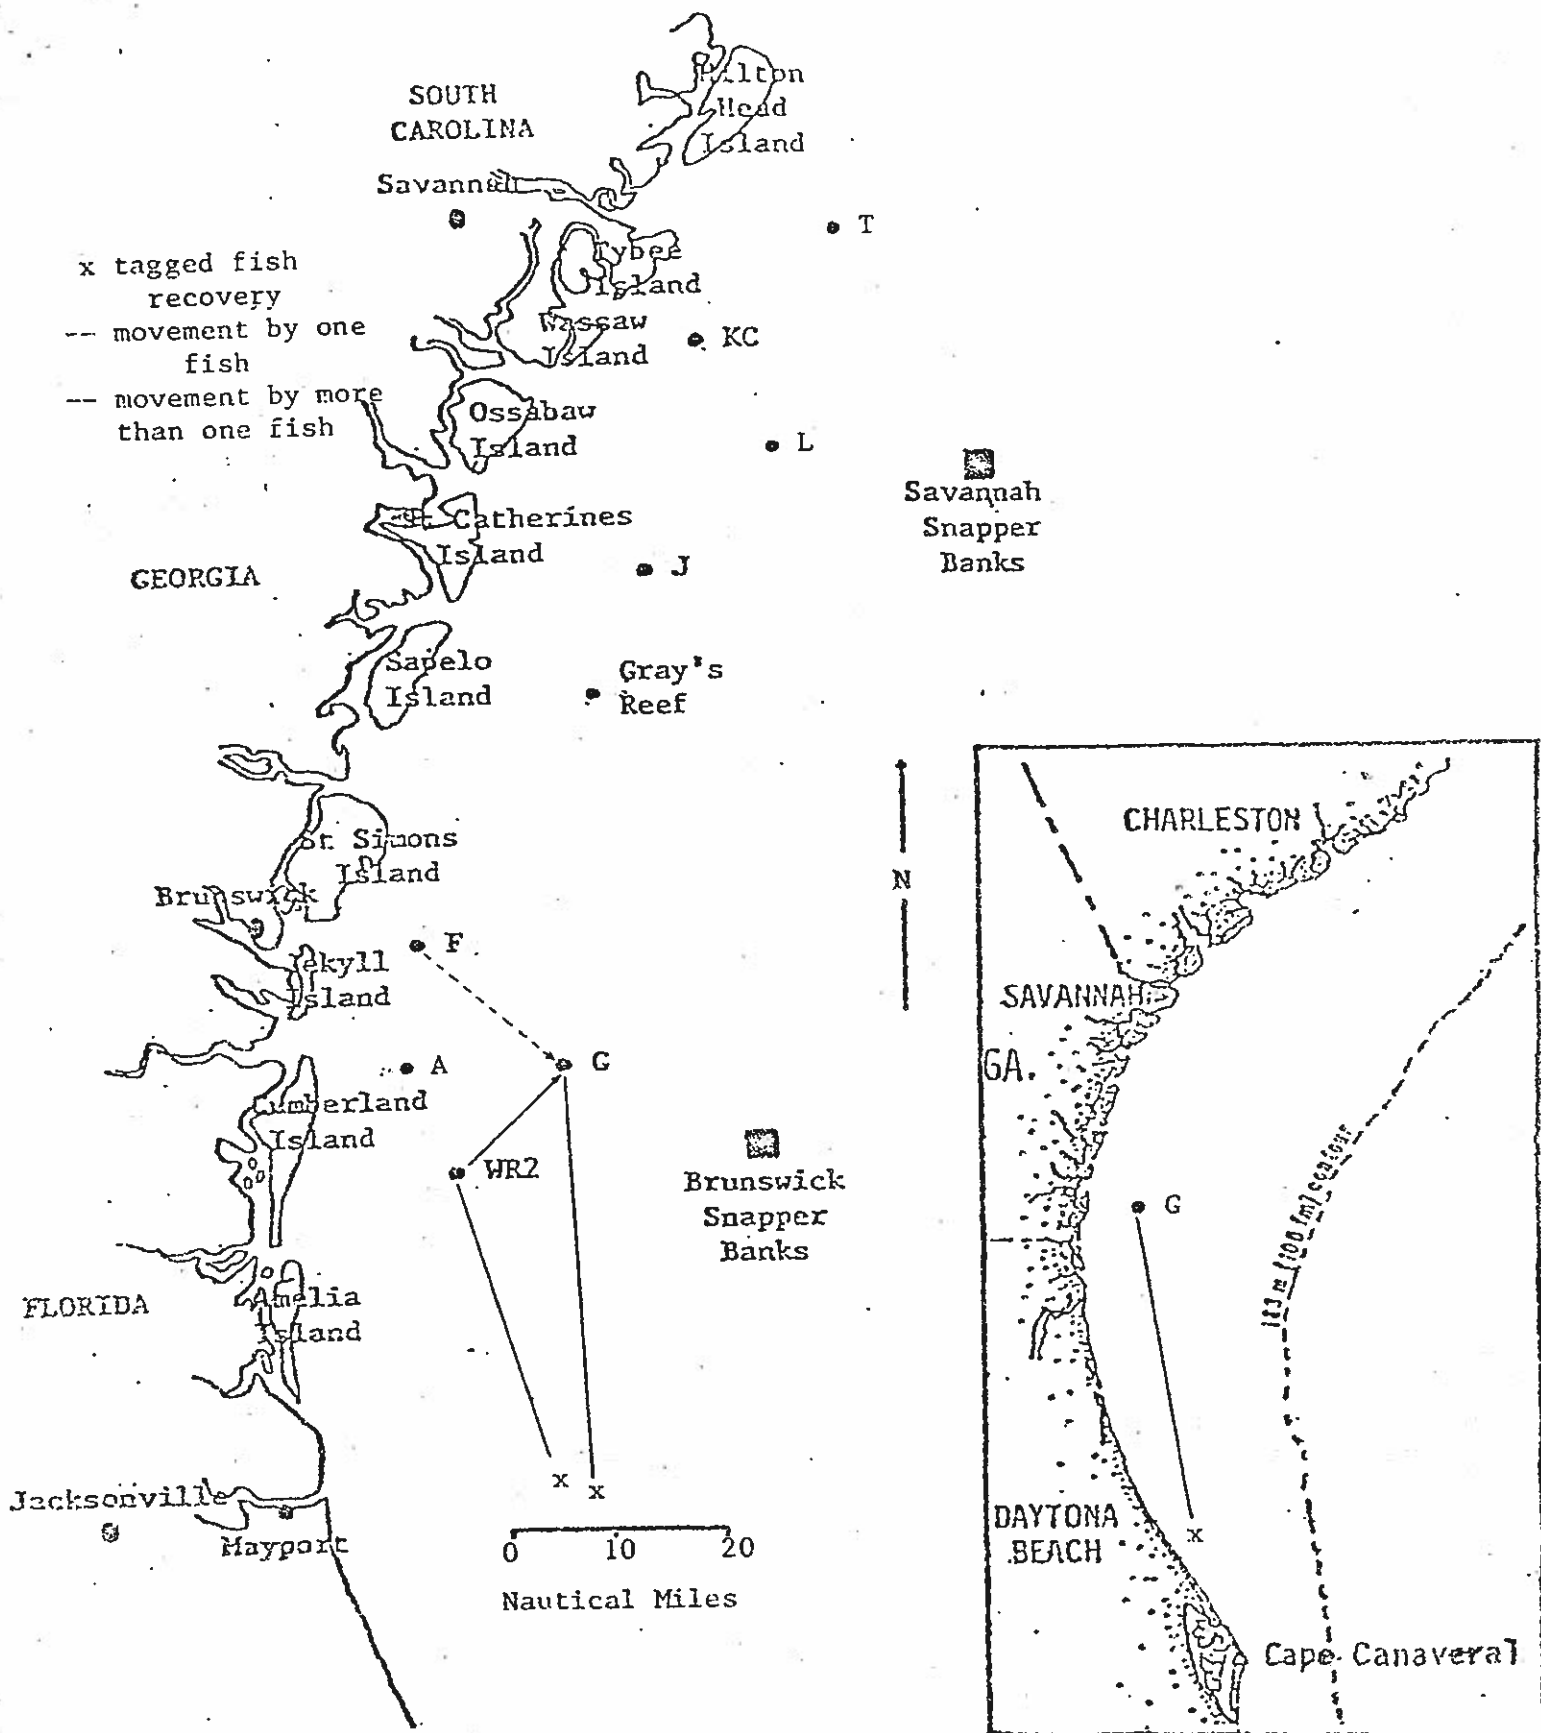 SOUTH
CAROLINA
Hilton
Head
Island
Savannah
T
x tagged fish
recovery
-- movement by one
fish
-- movement by more
than one fish
Tybee
Island
Wassaw
Island
KC
Ossabaw
Island
L
Savannah
Snapper
Banks
St. Catherines
Island
J
GEORGIA
Sapelo
Island
Gray's
Reef
St Simons
Island
Brunswick
F
Jekyll
Island
A
G
Cumberland
Island
WR2
Brunswick
Snapper
Banks
FLORIDA
Amelia
Island
x
x
Jacksonville
Mayport
0 10 20
Nautical Miles
N
CHARLESTON
SAVANNAH
GA.
G
183 m (100 fm) contour
DAYTONA
BEACH
x
Cape Canaveral